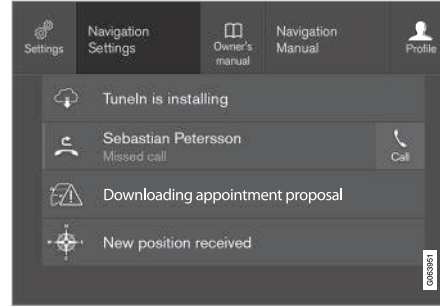 Settings
Navigation
Settings
Owner's
manual
Navigation
Manual
Profile
TuneIn is installing
Sebastian Petersson
Missed call
Call
Downloading appointment proposal
New position received
G063951